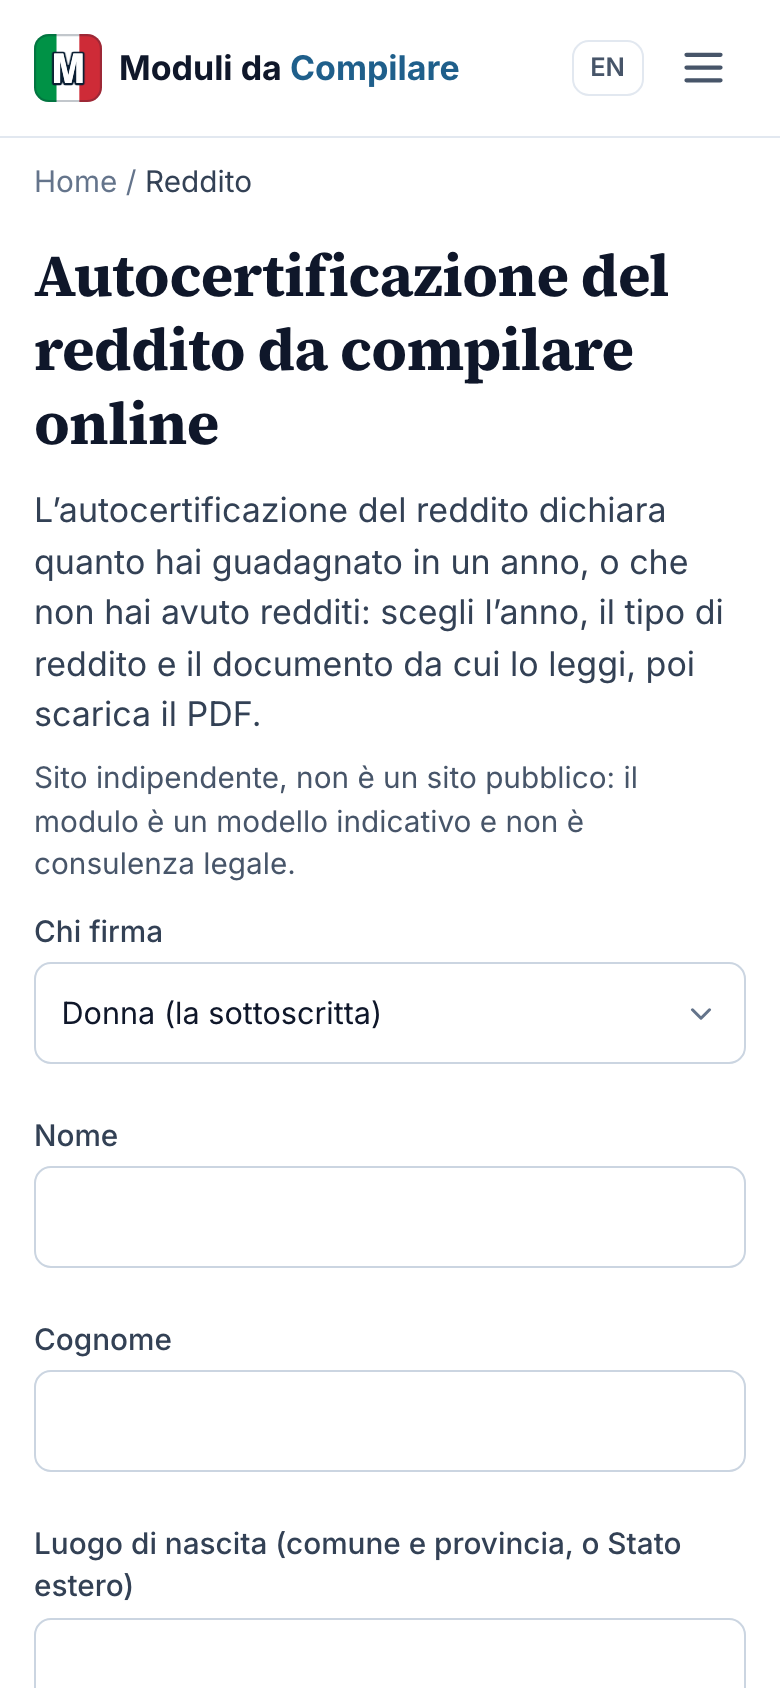 M Moduli da Compilare EN
Home / Reddito
Autocertificazione del
reddito da compilare
online
L’autocertificazione del reddito dichiara
quanto hai guadagnato in un anno, o che
non hai avuto redditi: scegli l’anno, il tipo di
reddito e il documento da cui lo leggi, poi
scarica il PDF.
Sito indipendente, non è un sito pubblico: il
modulo è un modello indicativo e non è
consulenza legale.
Chi firma
Donna (la sottoscritta)
Nome
Cognome
Luogo di nascita (comune e provincia, o Stato
estero)